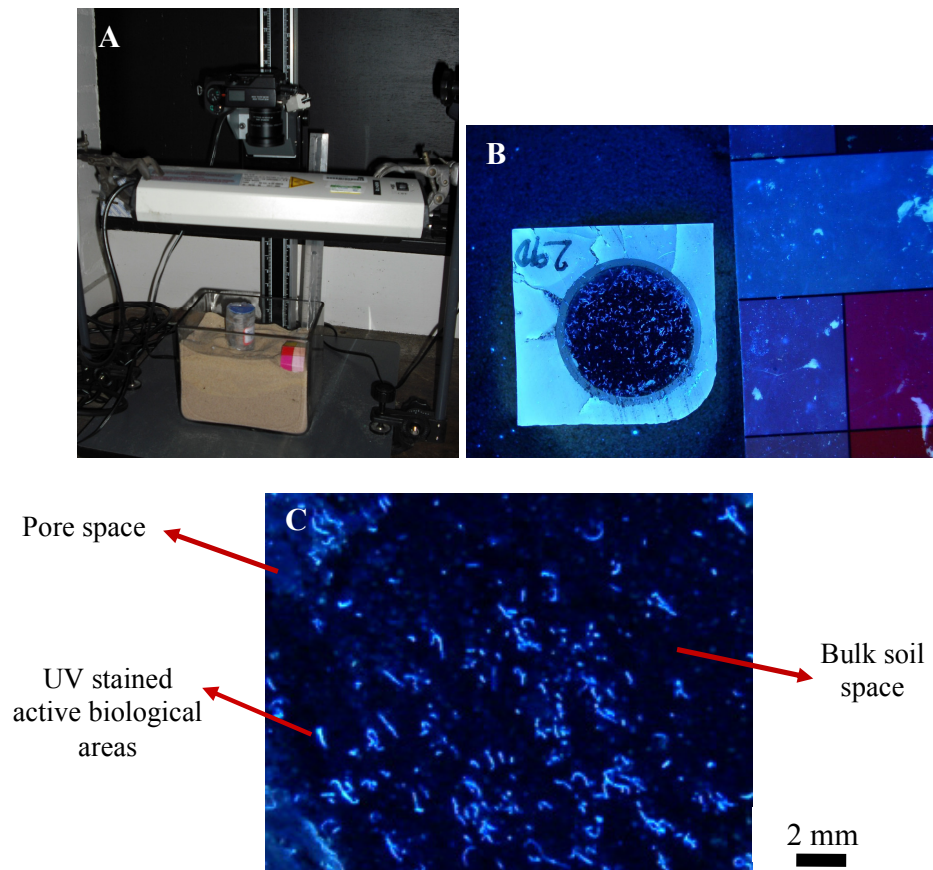 A
B
C
Pore space
UV stained
active biological
areas
Bulk soil
space
2 mm